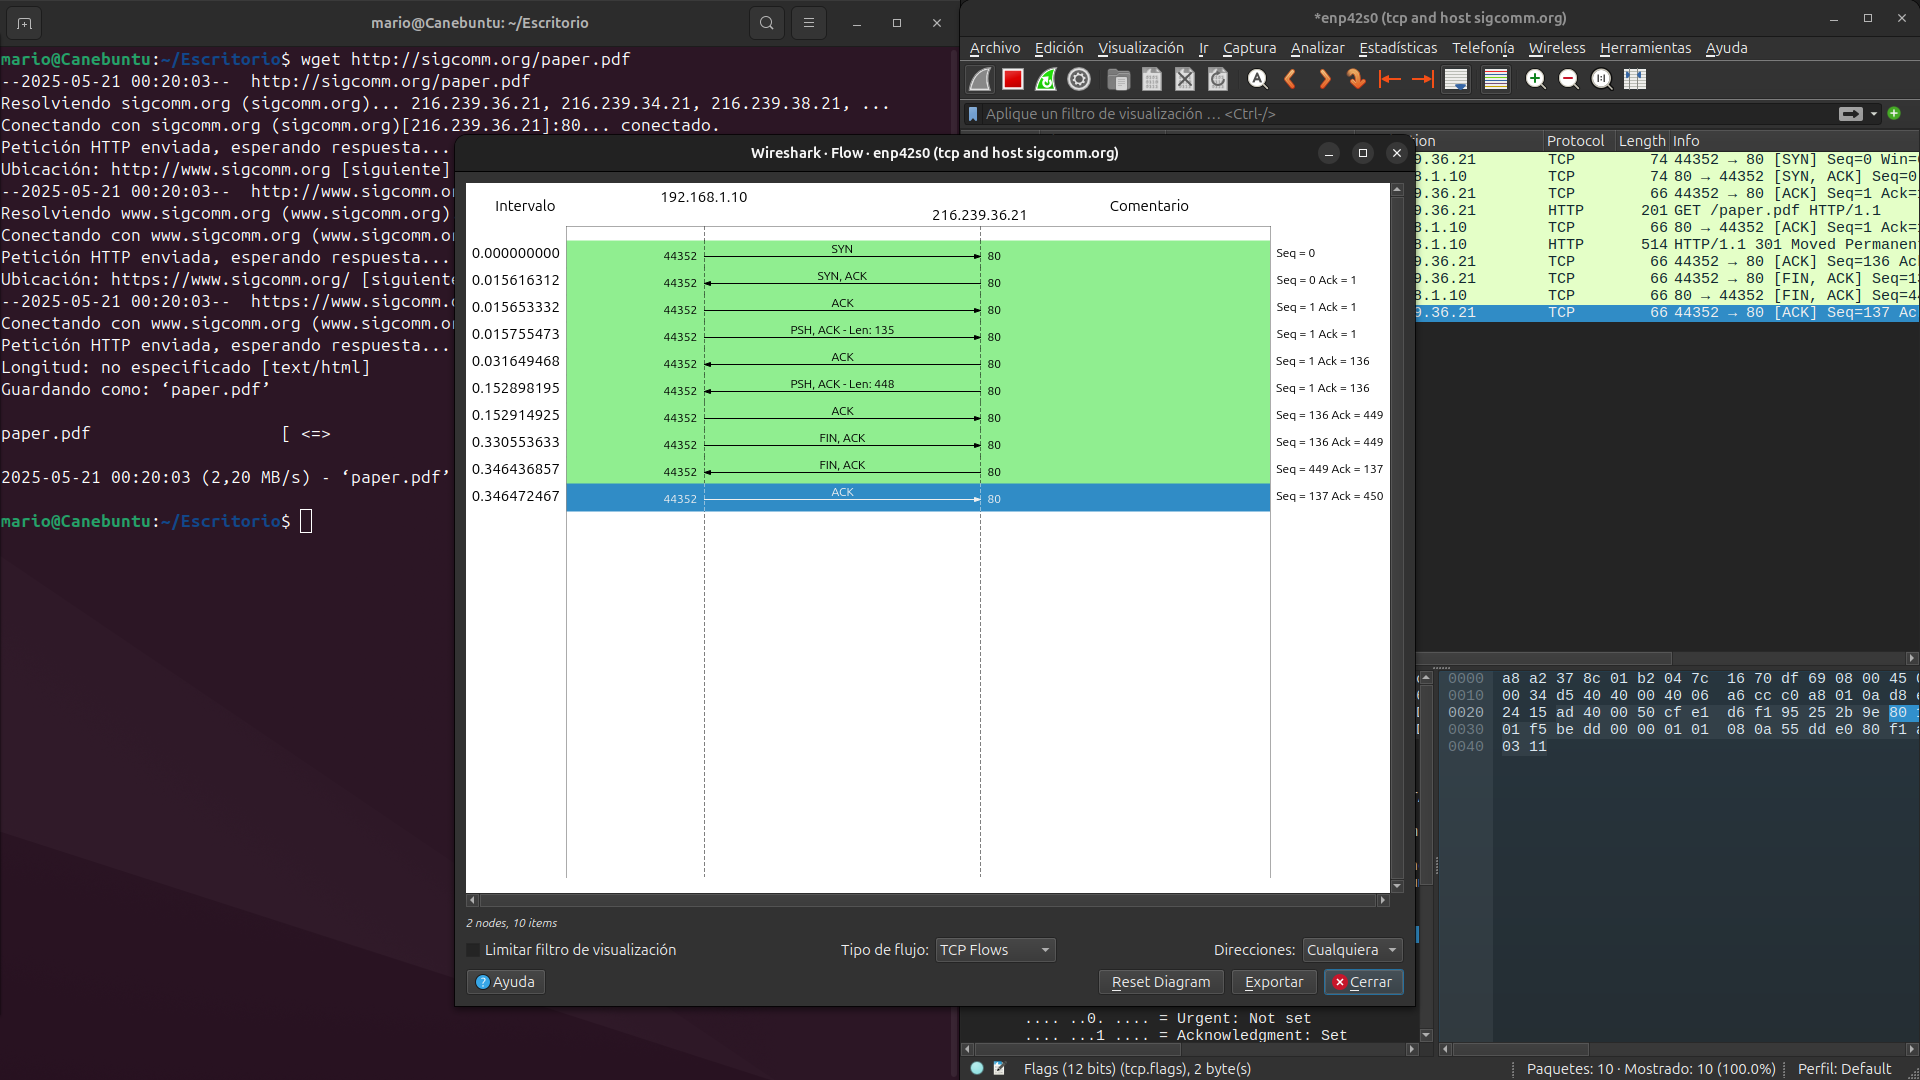 mario@Canebuntu: ~/Escritorio
mario@Canebuntu:~/Escritorio$ wget http://sigcomm.org/paper.pdf
--2025-05-21 00:20:03--  http://sigcomm.org/paper.pdf
Resolviendo sigcomm.org (sigcomm.org)... 216.239.36.21, 216.239.34.21, 216.239.38.21, ...
Conectando con sigcomm.org (sigcomm.org)[216.239.36.21]:80... conectado.
Petición HTTP enviada, esperando respuesta...
Ubicación: http://www.sigcomm.org [siguiente]
--2025-05-21 00:20:03--  http://www.sigcomm.o
Resolviendo www.sigcomm.org (www.sigcomm.org)
Conectando con www.sigcomm.org (www.sigcomm.o
Petición HTTP enviada, esperando respuesta...
Ubicación: https://www.sigcomm.org/ [siguiente
--2025-05-21 00:20:03--  https://www.sigcomm.
Conectando con www.sigcomm.org (www.sigcomm.o
Petición HTTP enviada, esperando respuesta...
Longitud: no especificado [text/html]
Guardando como: ‘paper.pdf’
paper.pdf [ <=>
2025-05-21 00:20:03 (2,20 MB/s) - ‘paper.pdf’
mario@Canebuntu:~/Escritorio$
*enp42s0 (tcp and host sigcomm.org)
Archivo Edición Visualización Ir Captura Analizar Estadísticas Telefonía Wireless Herramientas Ayuda
Aplique un filtro de visualización … <Ctrl-/>
tion Protocol Length Info
9.36.21 TCP 74 44352 → 80 [SYN] Seq=0 Win=
8.1.10 TCP 74 80 → 44352 [SYN, ACK] Seq=0
9.36.21 TCP 66 44352 → 80 [ACK] Seq=1 Ack=
9.36.21 HTTP 201 GET /paper.pdf HTTP/1.1
8.1.10 TCP 66 80 → 44352 [ACK] Seq=1 Ack=
8.1.10 HTTP 514 HTTP/1.1 301 Moved Permanen
9.36.21 TCP 66 44352 → 80 [ACK] Seq=136 Ac
9.36.21 TCP 66 44352 → 80 [FIN, ACK] Seq=1
8.1.10 TCP 66 80 → 44352 [FIN, ACK] Seq=4
9.36.21 TCP 66 44352 → 80 [ACK] Seq=137 Ac
Wireshark · Flow · enp42s0 (tcp and host sigcomm.org)
Intervalo 192.168.1.10 216.239.36.21 Comentario
0.000000000 44352 SYN 80 Seq = 0
0.015616312 44352 SYN, ACK 80 Seq = 0 Ack = 1
0.015653332 44352 ACK 80 Seq = 1 Ack = 1
0.015755473 44352 PSH, ACK - Len: 135 80 Seq = 1 Ack = 1
0.031649468 44352 ACK 80 Seq = 1 Ack = 136
0.152898195 44352 PSH, ACK - Len: 448 80 Seq = 1 Ack = 136
0.152914925 44352 ACK 80 Seq = 136 Ack = 449
0.330553633 44352 FIN, ACK 80 Seq = 136 Ack = 449
0.346436857 44352 FIN, ACK 80 Seq = 449 Ack = 137
0.346472467 44352 ACK 80 Seq = 137 Ack = 450
2 nodes, 10 items
Limitar filtro de visualización Tipo de flujo: TCP Flows Direcciones: Cualquiera
Ayuda Reset Diagram Exportar Cerrar
0000 a8 a2 37 8c 01 b2 04 7c 16 70 df 69 08 00 45
0010 00 34 d5 40 40 00 40 06 a6 cc c0 a8 01 0a d8
0020 24 15 ad 40 00 50 cf e1 d6 f1 95 25 2b 9e 80
0030 01 f5 be dd 00 00 01 01 08 0a 55 dd e0 80 f1
0040 03 11
.... ..0. .... = Urgent: Not set
.... ...1 .... = Acknowledgment: Set
Flags (12 bits) (tcp.flags), 2 byte(s)
Paquetes: 10 · Mostrado: 10 (100.0%)
Perfil: Default